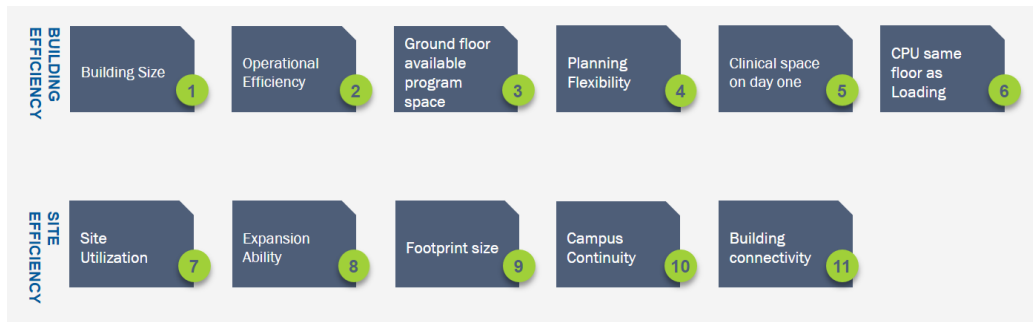 BUILDING
EFFICIENCY
Building Size
1
Operational
Efficiency
2
Ground floor
available
program
space
3
Planning
Flexibility
4
Clinical space
on day one
5
CPU same
floor as
Loading
6
SITE
EFFICIENCY
Site
Utilization
7
Expansion
Ability
8
Footprint size
9
Campus
Continuity
10
Building
connectivity
11